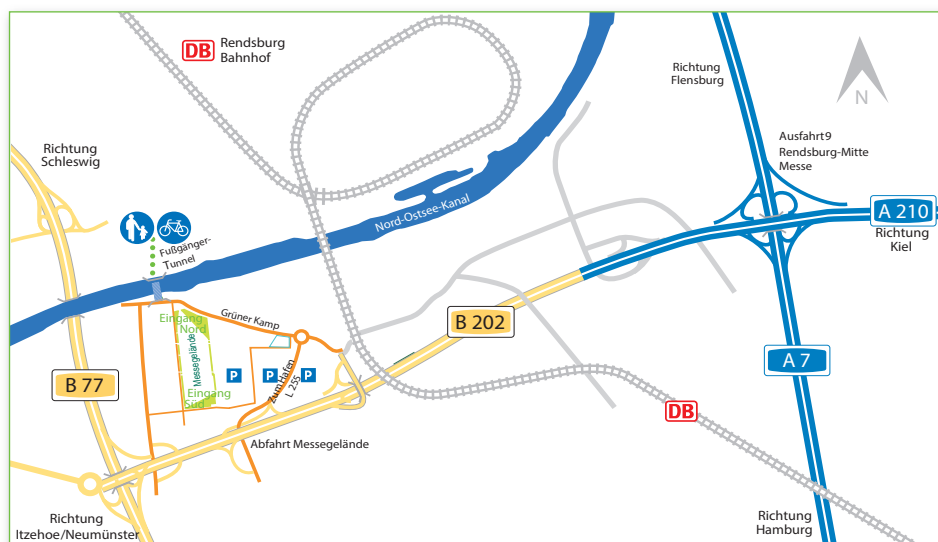 DB
Rendsburg
Bahnhof
Richtung
Flensburg
N
Ausfahrt9
Rendsburg-Mitte
Messe
Richtung
Schleswig
A 210
Richtung
Kiel
Nord-Ostsee-Kanal
Fußgänger-
Tunnel
Grüner Kamp
B 202
Eingang
Nord
Messegelände
P
P
P
Zum Hafen
L 255
A 7
B 77
Eingang
Süd
DB
Abfahrt Messegelände
Richtung
Itzehoe/Neumünster
Richtung
Hamburg